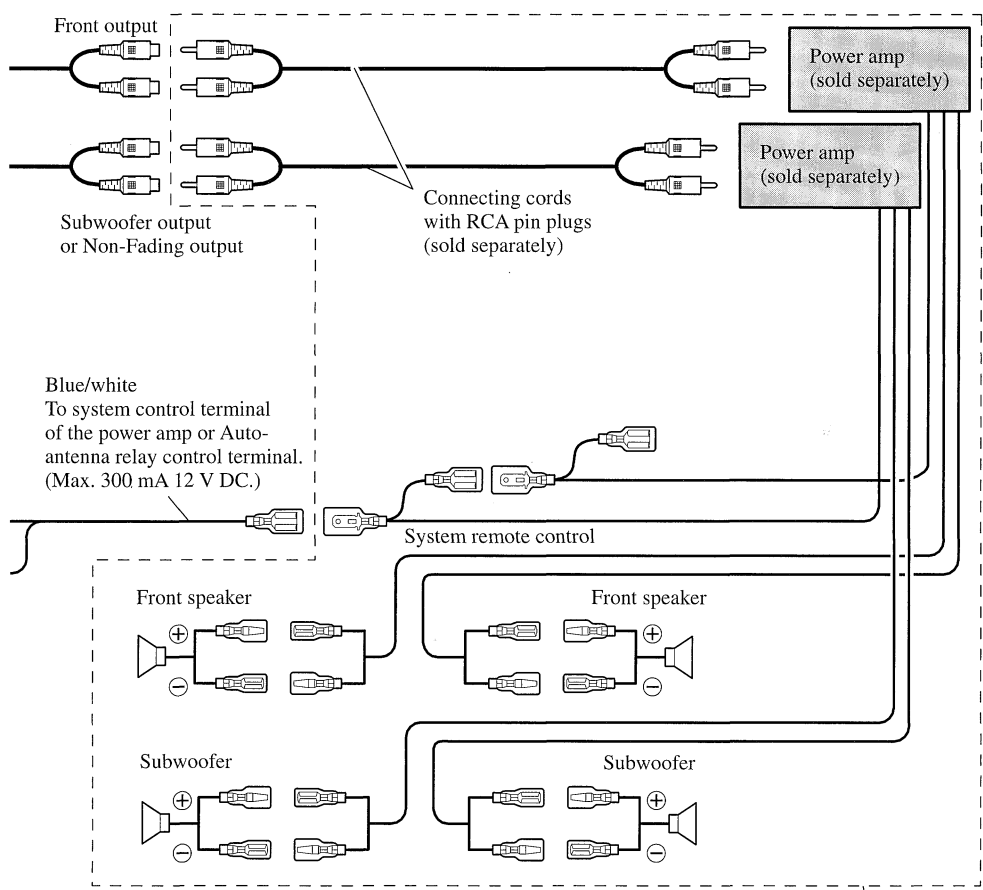 Front output
Power amp
(sold separately)
Power amp
(sold separately)
Subwoofer output
or Non-Fading output
Connecting cords
with RCA pin plugs
(sold separately)
Blue/white
To system control terminal
of the power amp or Auto-
antenna relay control terminal.
(Max. 300 mA 12 V DC.)
System remote control
Front speaker
Front speaker
+
+
−
−
Subwoofer
Subwoofer
+
+
−
−